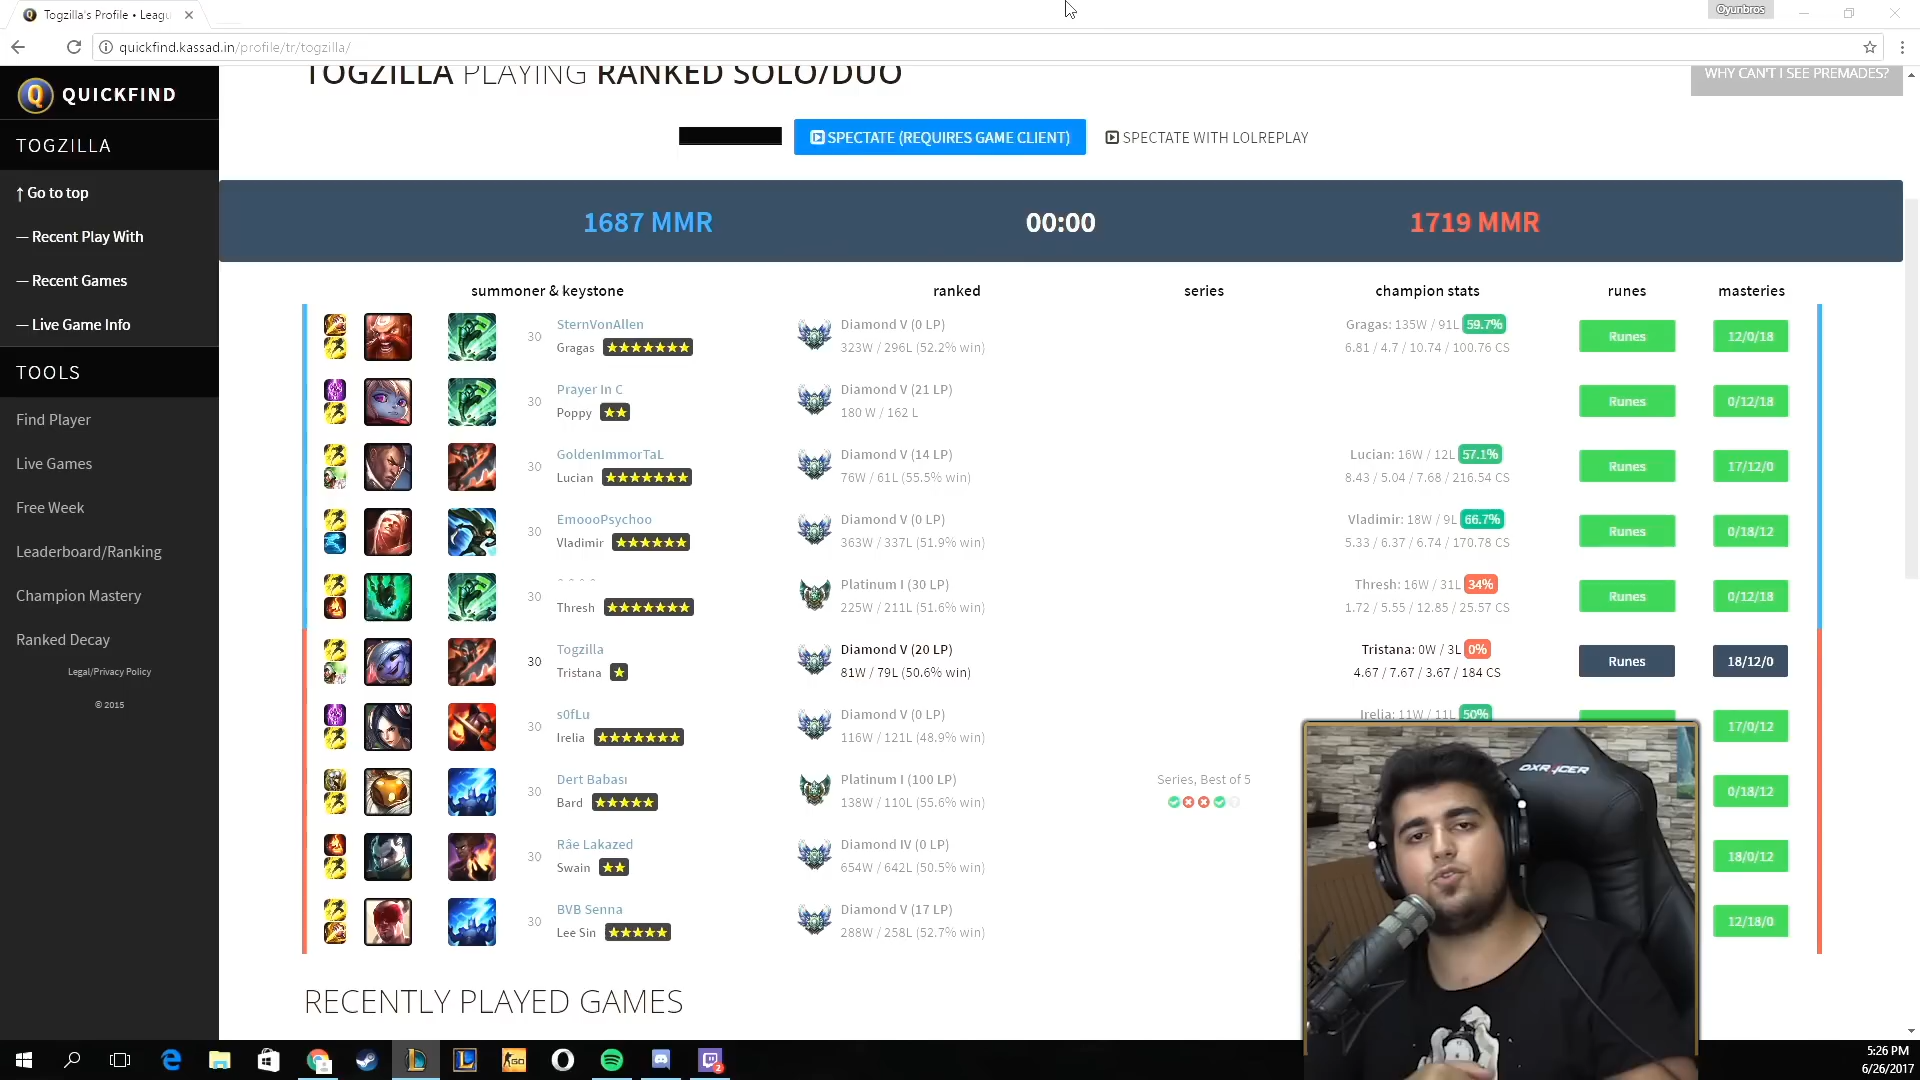 Togzilla's Profile • Leagu
Oyunbros
quickfind.kassad.in/profile/tr/togzilla/
QUICKFIND
TOGZILLA
↑ Go to top
— Recent Play With
— Recent Games
— Live Game Info
TOOLS
Find Player
Live Games
Free Week
Leaderboard/Ranking
Champion Mastery
Ranked Decay
Legal/Privacy Policy
© 2015
TOGZILLA PLAYING RANKED SOLO/DUO
WHY CAN'T I SEE PREMADES?
SPECTATE (REQUIRES GAME CLIENT)
SPECTATE WITH LOLREPLAY
1687 MMR 00:00 1719 MMR
summoner & keystone ranked series champion stats runes masteries
30 SternVonAllen Diamond V (0 LP) Gragas: 135W / 91L 59.7% Runes 12/0/18
Gragas 323W / 296L (52.2% win) 6.81 / 4.7 / 10.74 / 100.76 CS
30 Prayer In C Diamond V (21 LP) Runes 0/12/18
Poppy 180 W / 162 L
30 GoldenImmorTaL Diamond V (14 LP) Lucian: 16W / 12L 57.1% Runes 17/12/0
Lucian 76W / 61L (55.5% win) 8.43 / 5.04 / 7.68 / 216.54 CS
30 EmoooPsychoo Diamond V (0 LP) Vladimir: 18W / 9L 66.7% Runes 0/18/12
Vladimir 363W / 337L (51.9% win) 5.33 / 6.37 / 6.74 / 170.78 CS
30 Platinum I (30 LP) Thresh: 16W / 31L 34% Runes 0/12/18
Thresh 225W / 211L (51.6% win) 1.72 / 5.55 / 12.85 / 25.57 CS
30 Togzilla Diamond V (20 LP) Tristana: 0W / 3L 0% Runes 18/12/0
Tristana 81W / 79L (50.6% win) 4.67 / 7.67 / 3.67 / 184 CS
30 s0fLu Diamond V (0 LP) Irelia: 11W / 11L 50% 17/0/12
Irelia 116W / 121L (48.9% win)
30 Dert Babası Platinum I (100 LP) Series, Best of 5 0/18/12
Bard 138W / 110L (55.6% win)
30 Râe Lakazed Diamond IV (0 LP) 18/0/12
Swain 654W / 642L (50.5% win)
30 BVB Senna Diamond V (17 LP) 12/18/0
Lee Sin 288W / 258L (52.7% win)
RECENTLY PLAYED GAMES
DXRACER
GO
2
5:26 PM
6/26/2017